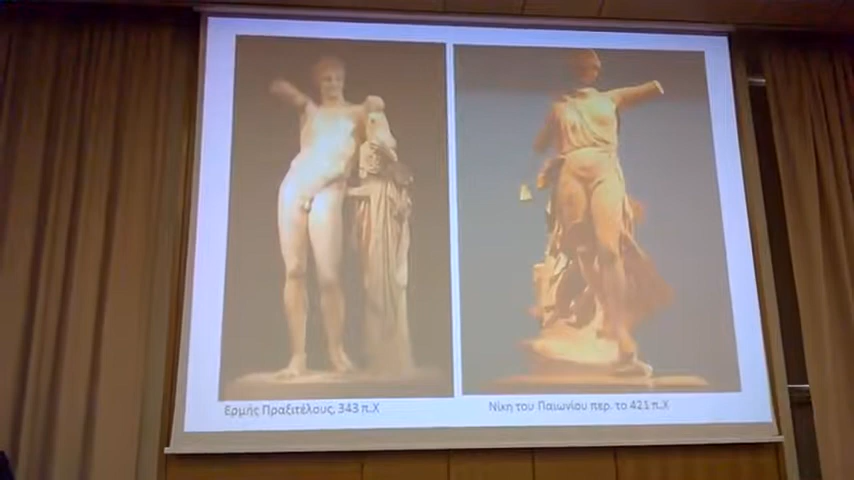 Ερμής Πραξιτέλους, 343 π.Χ
Νίκη του Παιωνίου περ. το 421 π.Χ